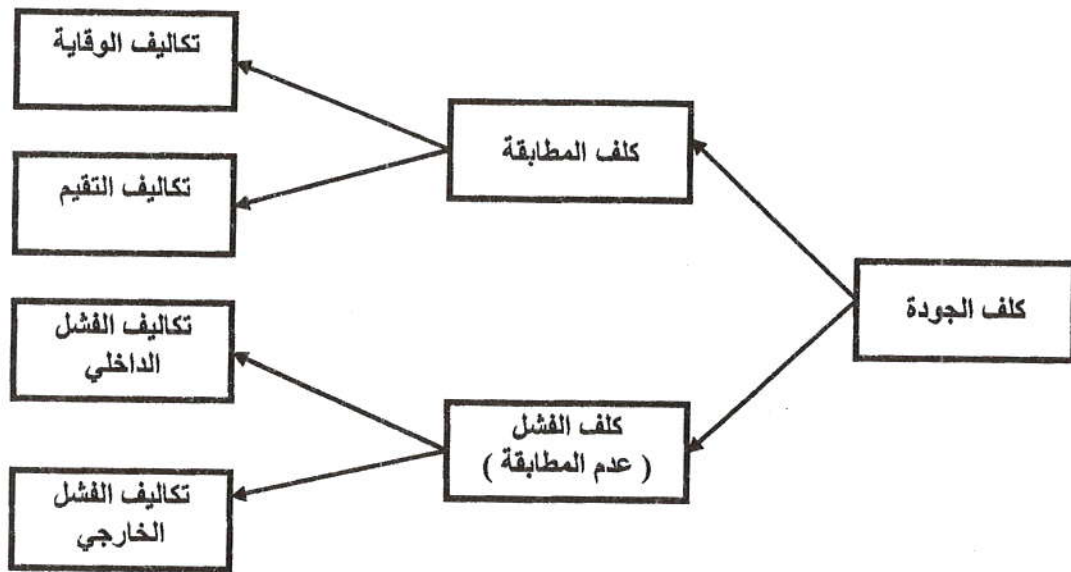 كلف الجودة
كلف المطابقة
تكاليف الوقاية
تكاليف التقيم
كلف الفشل
( عدم المطابقة )
تكاليف الفشل
الداخلي
تكاليف الفشل
الخارجي